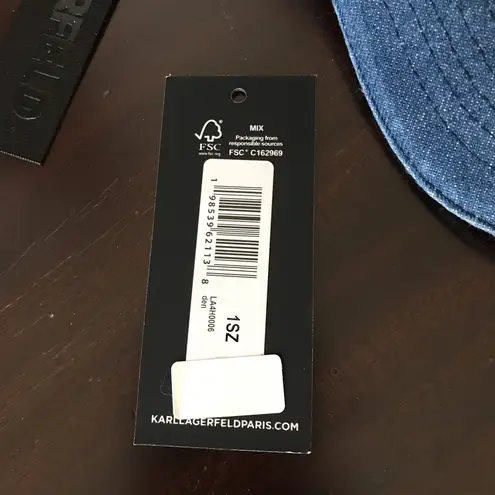 RFELD
MIX
Packaging from
responsible sources
FSC® C162969
FSC
www.fsc.org
1 98539 62113 8
LA4H0006
den
1SZ
KARLLAGERFELDPARIS.COM